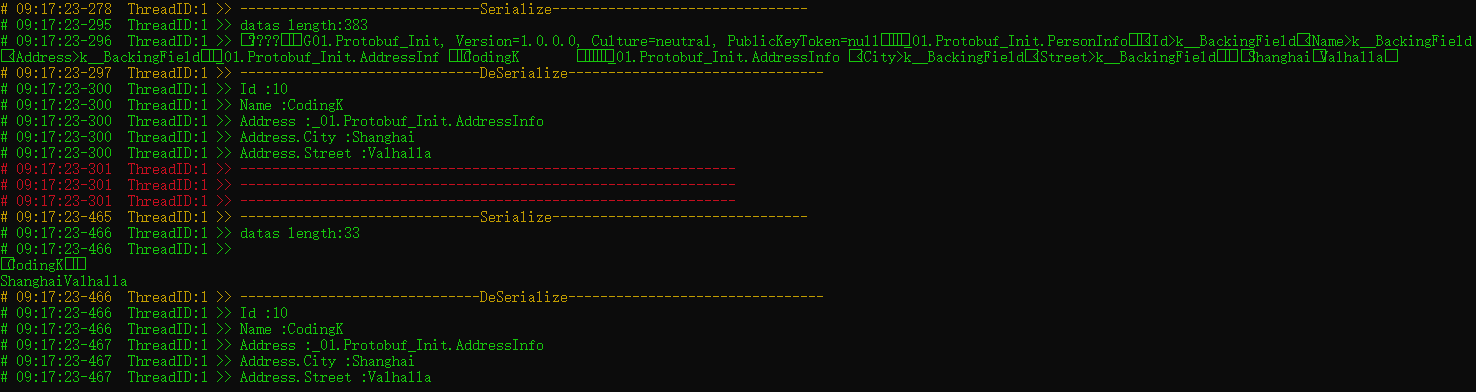 # 09:17:23-278  ThreadID:1 >> ------------------------------Serialize--------------------------------
# 09:17:23-295  ThreadID:1 >> datas length:383
# 09:17:23-296  ThreadID:1 >> □????□□□G01.Protobuf_Init, Version=1.0.0.0, Culture=neutral, PublicKeyToken=null□□□□_01.Protobuf_Init.PersonInfo□□<Id>k__BackingField□<Name>k__BackingField
□<Address>k__BackingField□□□_01.Protobuf_Init.AddressInf □□CodingK       □□□□□_01.Protobuf_Init.AddressInfo □<City>k__BackingField□<Street>k__BackingField□□□ □Shanghai□Valhalla□
# 09:17:23-297  ThreadID:1 >> ------------------------------DeSerialize--------------------------------
# 09:17:23-300  ThreadID:1 >> Id :10
# 09:17:23-300  ThreadID:1 >> Name :CodingK
# 09:17:23-300  ThreadID:1 >> Address :_01.Protobuf_Init.AddressInfo
# 09:17:23-300  ThreadID:1 >> Address.City :Shanghai
# 09:17:23-300  ThreadID:1 >> Address.Street :Valhalla
# 09:17:23-301  ThreadID:1 >> --------------------------------------------------------------
# 09:17:23-301  ThreadID:1 >> --------------------------------------------------------------
# 09:17:23-301  ThreadID:1 >> --------------------------------------------------------------
# 09:17:23-465  ThreadID:1 >> ------------------------------Serialize--------------------------------
# 09:17:23-466  ThreadID:1 >> datas length:33
# 09:17:23-466  ThreadID:1 >>
□CodingK□□□
ShanghaiValhalla
# 09:17:23-466  ThreadID:1 >> ------------------------------DeSerialize--------------------------------
# 09:17:23-466  ThreadID:1 >> Id :10
# 09:17:23-466  ThreadID:1 >> Name :CodingK
# 09:17:23-467  ThreadID:1 >> Address :_01.Protobuf_Init.AddressInfo
# 09:17:23-467  ThreadID:1 >> Address.City :Shanghai
# 09:17:23-467  ThreadID:1 >> Address.Street :Valhalla